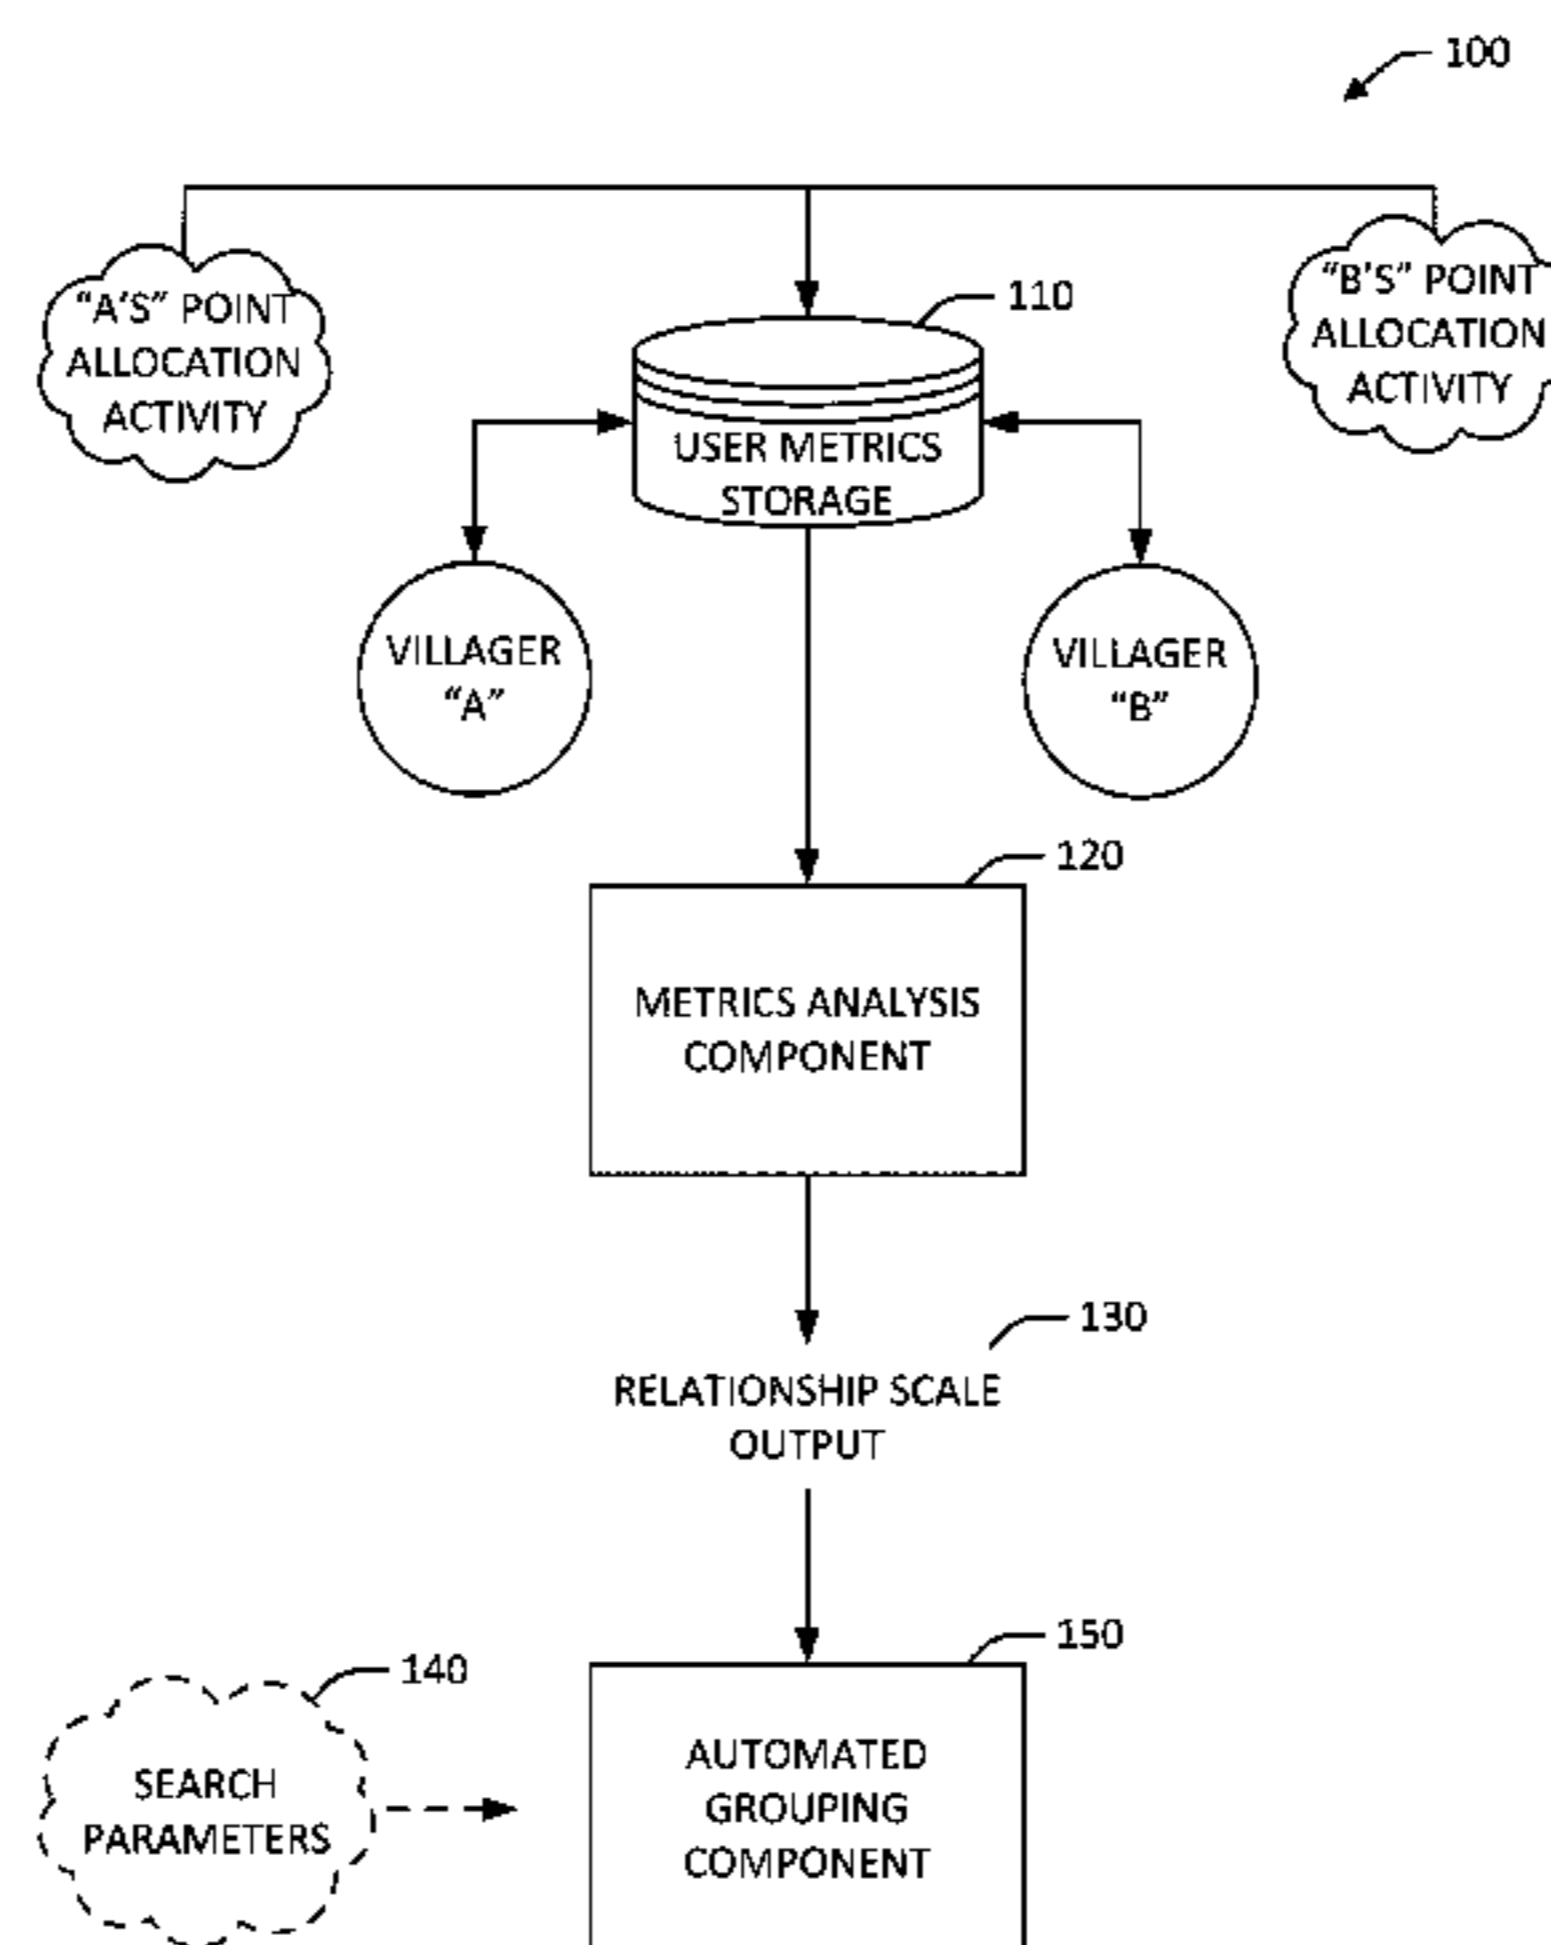 100
"A'S" POINT
ALLOCATION
ACTIVITY
"B'S" POINT
ALLOCATION
ACTIVITY
110
USER METRICS
STORAGE
VILLAGER
"A"
VILLAGER
"B"
120
METRICS ANALYSIS
COMPONENT
130
RELATIONSHIP SCALE
OUTPUT
150
140
SEARCH
PARAMETERS
AUTOMATED
GROUPING
COMPONENT